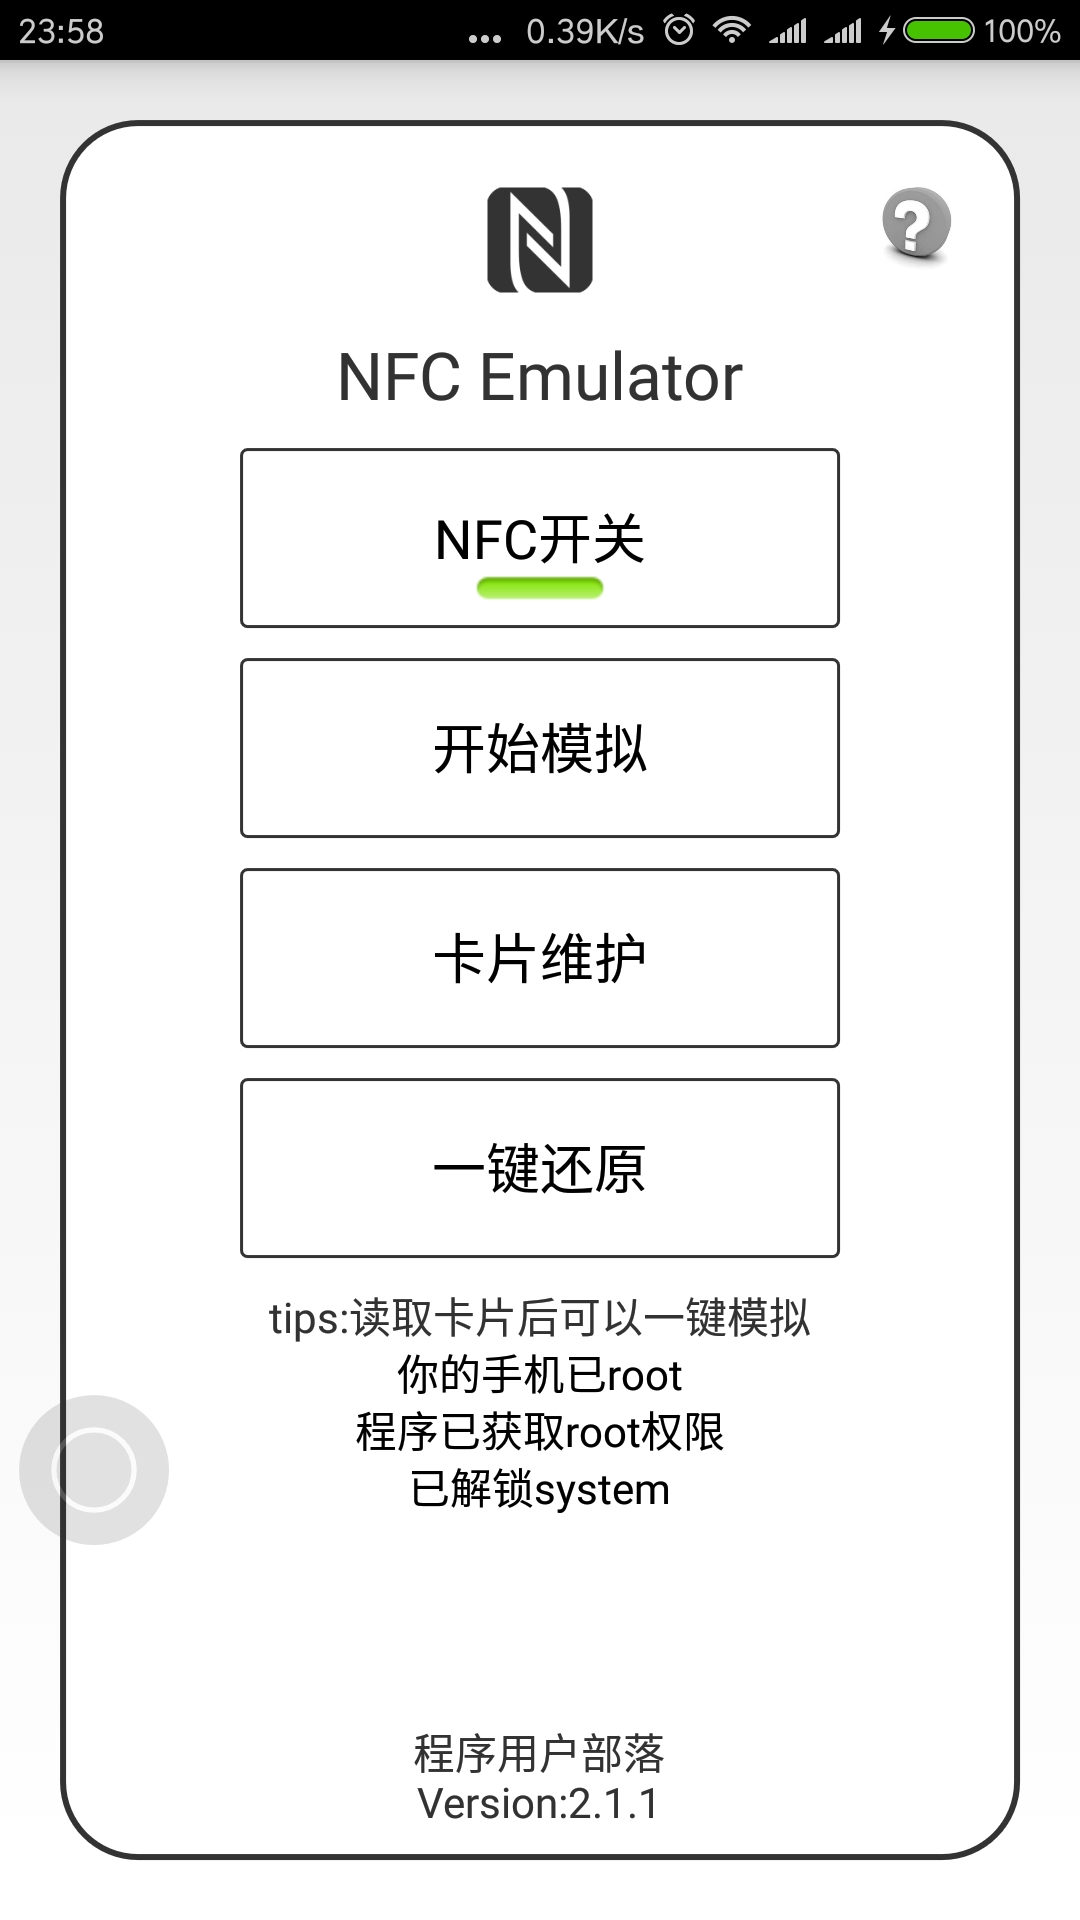 23:58
... 0.39K/s 100%
NFC Emulator
NFC开关
开始模拟
卡片维护
一键还原
tips:读取卡片后可以一键模拟
你的手机已root
程序已获取root权限
已解锁system
程序用户部落
Version:2.1.1